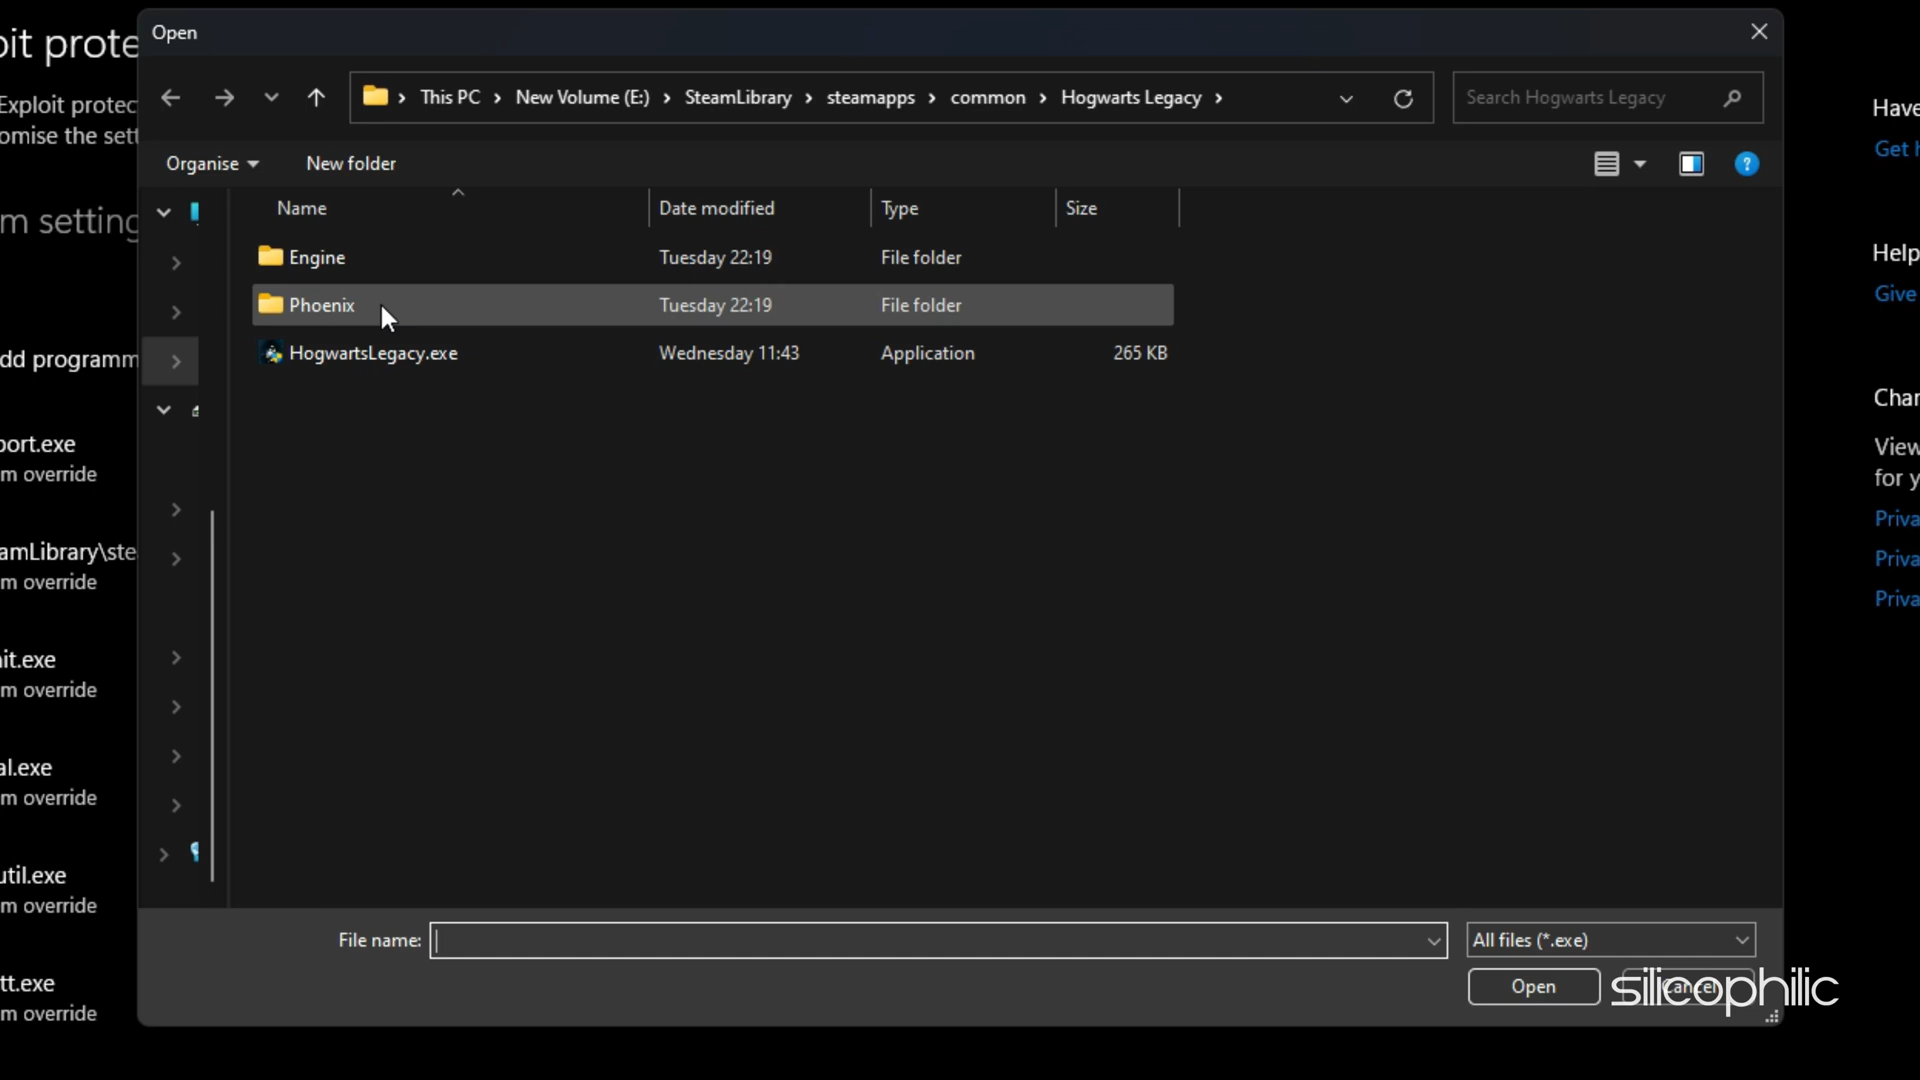 Open
This PC
New Volume (E:)
SteamLibrary
steamapps
common
Hogwarts Legacy
Search Hogwarts Legacy
Organise
New folder
Name
Date modified
Type
Size
Engine
Tuesday 22:19
File folder
Phoenix
Tuesday 22:19
File folder
HogwartsLegacy.exe
Wednesday 11:43
Application
265 KB
File name:
All files (*.exe)
Open
Cancel
silicophilic
oit prote
Exploit protec
omise the sett
m setting
dd programm
port.exe
m override
amLibrary\ste
m override
it.exe
m override
al.exe
m override
util.exe
m override
tt.exe
m override
Have
Get h
Help
Give
Char
View
for y
Priva
Priva
Priva